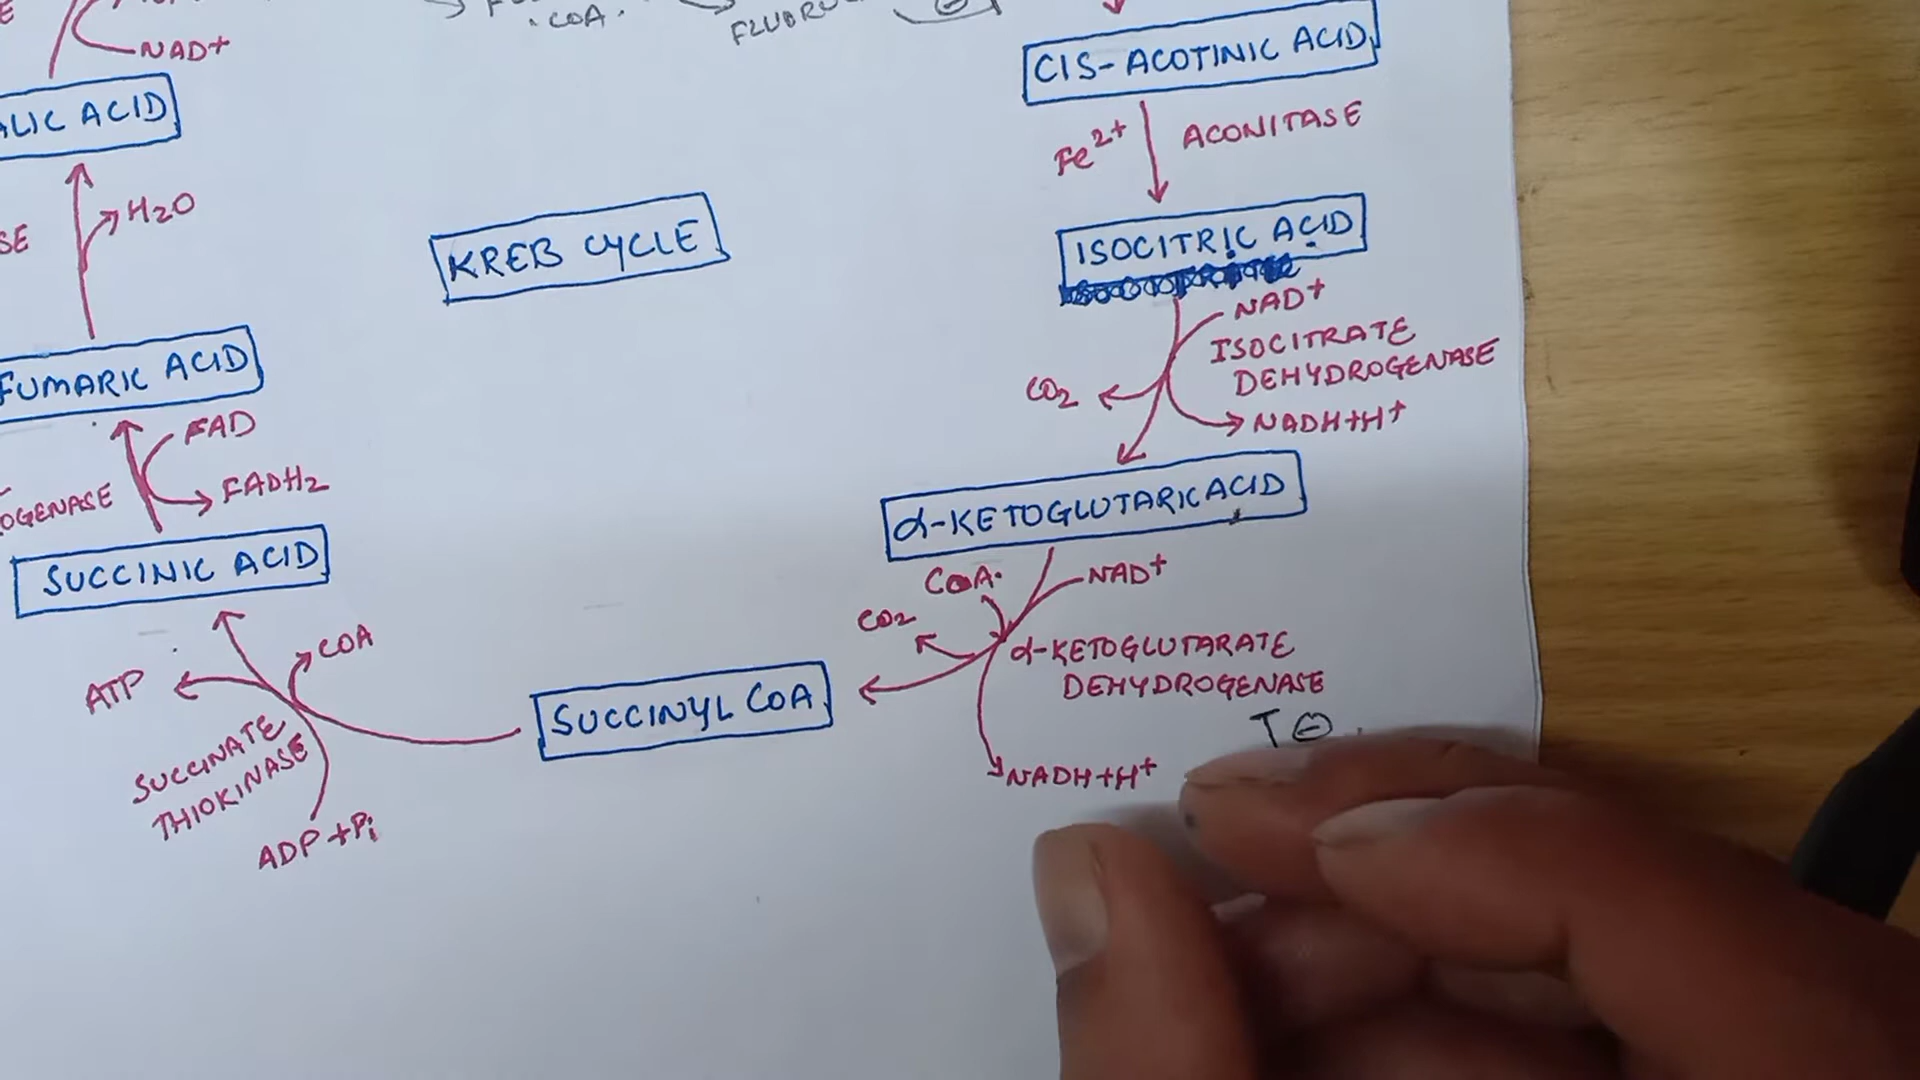 COA.
NAD+
CIS-ACOTINIC ACID
ALIC ACID
Fe2+
ACONITASE
H2O
ISOCITRIC ACID
KREB CYCLE
NAD+
ISOCITRATE
DEHYDROGENASE
CO2
NADH+H+
FUMARIC ACID
FAD
FADH2
OGENASE
α-KETOGLUTARIC ACID
SUCCINIC ACID
COA.
NAD+
CO2
α-KETOGLUTARATE
DEHYDROGENASE
COA
ATP
SUCCINYL COA
SUCCINATE
THIOKINASE
NADH+H+
ADP+Pi